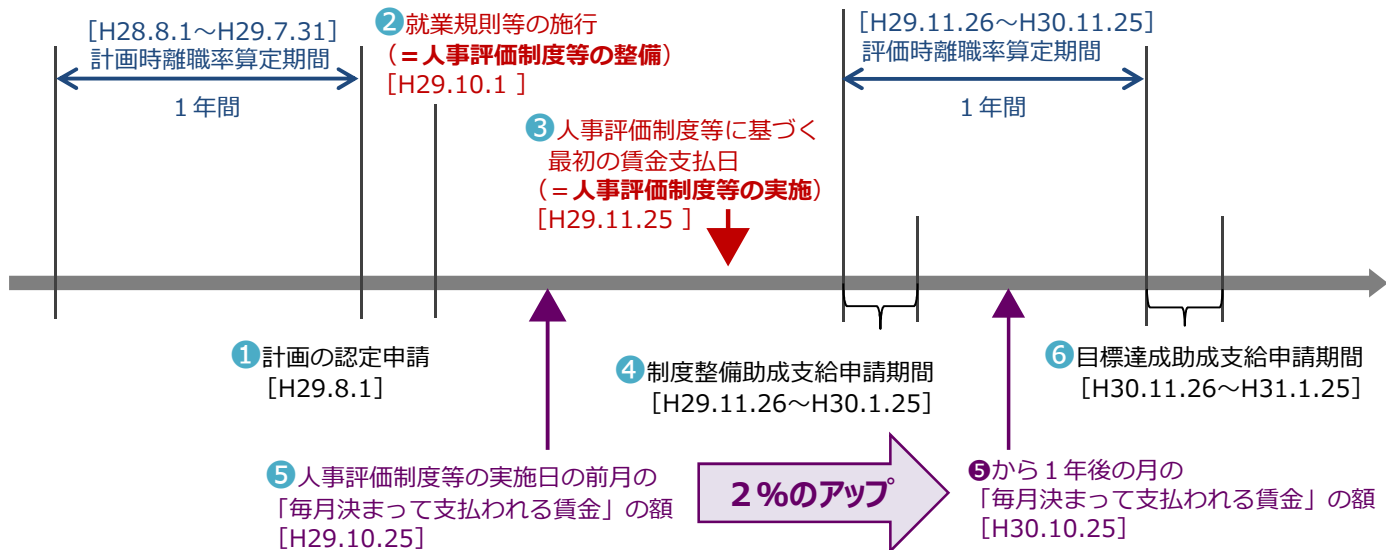 [H28.8.1～H29.7.31]
計画時離職率算定期間
１年間
❷就業規則等の施行
（＝人事評価制度等の整備）
[H29.10.1 ]
❸人事評価制度等に基づく
最初の賃金支払日
（＝人事評価制度等の実施）
[H29.11.25 ]
[H29.11.26～H30.11.25]
評価時離職率算定期間
１年間
❶計画の認定申請
[H29.8.1]
❹制度整備助成支給申請期間
[H29.11.26～H30.1.25]
❻目標達成助成支給申請期間
[H30.11.26～H31.1.25]
❺人事評価制度等の実施日の前月の
「毎月決まって支払われる賃金」の額
[H29.10.25]
２％のアップ
❺から１年後の月の
「毎月決まって支払われる賃金」の額
[H30.10.25]